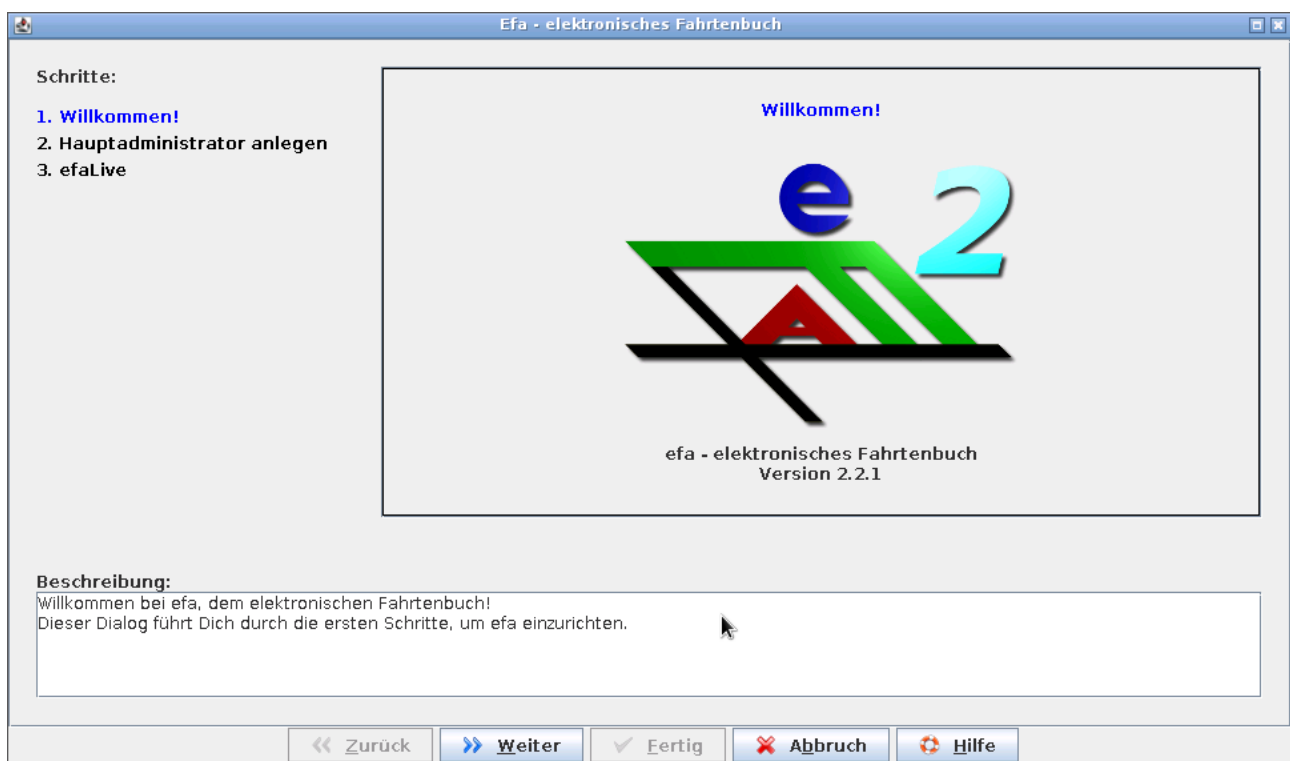 Efa - elektronisches Fahrtenbuch
Schritte:
1. Willkommen!
2. Hauptadministrator anlegen
3. efaLive
Willkommen!
e 2
A
efa - elektronisches Fahrtenbuch
Version 2.2.1
Beschreibung:
Willkommen bei efa, dem elektronischen Fahrtenbuch!
Dieser Dialog führt Dich durch die ersten Schritte, um efa einzurichten.
Zurück Weiter Fertig Abbruch Hilfe